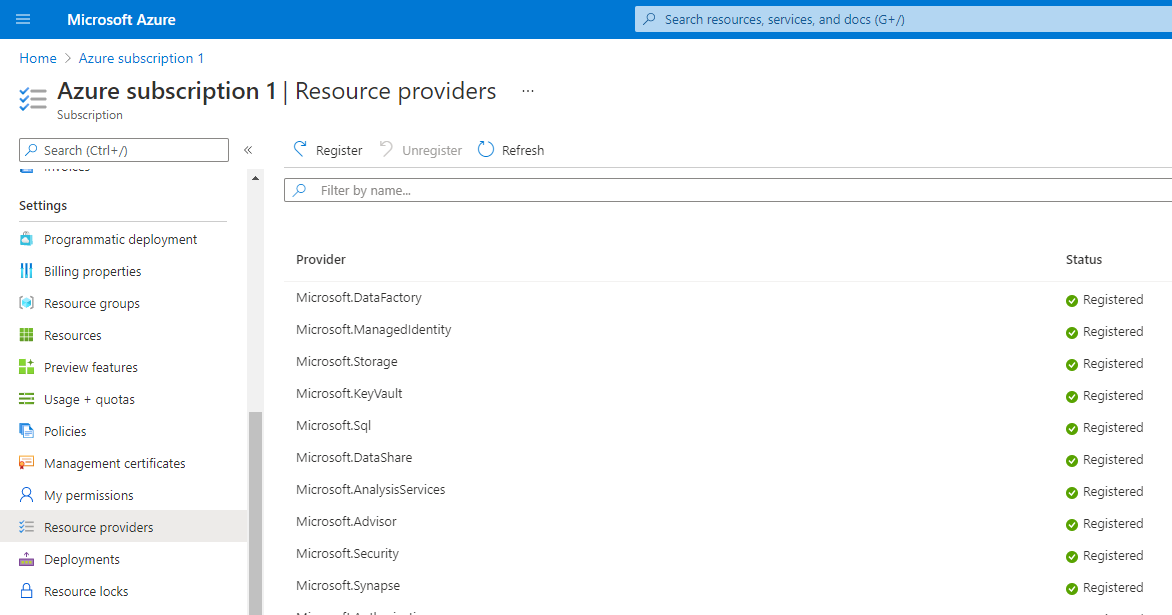 Microsoft Azure
Search resources, services, and docs (G+/)
Home > Azure subscription 1
Azure subscription 1 | Resource providers ...
Subscription
Search (Ctrl+/)
«
Invoices
Settings
Programmatic deployment
Billing properties
Resource groups
Resources
Preview features
Usage + quotas
Policies
Management certificates
My permissions
Resource providers
Deployments
Resource locks
Register Unregister Refresh
Filter by name...
Provider Status
Microsoft.DataFactory Registered
Microsoft.ManagedIdentity Registered
Microsoft.Storage Registered
Microsoft.KeyVault Registered
Microsoft.Sql Registered
Microsoft.DataShare Registered
Microsoft.AnalysisServices Registered
Microsoft.Advisor Registered
Microsoft.Security Registered
Microsoft.Synapse Registered